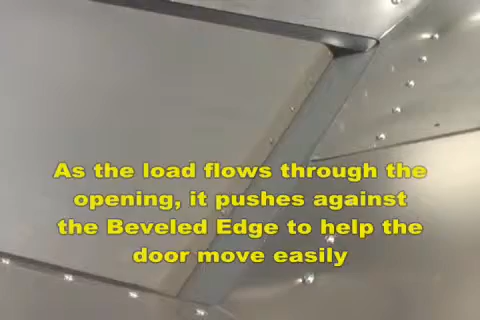 As the load flows through the
opening, it pushes against
the Beveled Edge to help the
door move easily